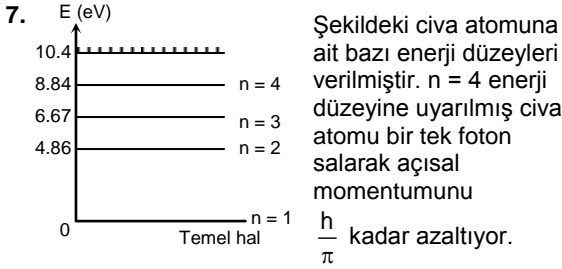 7.
E (eV)
10.4
8.84
n = 4
6.67
n = 3
4.86
n = 2
n = 1
0
Temel hal
Şekildeki civa atomuna
ait bazı enerji düzeyleri
verilmiştir. n = 4 enerji
düzeyine uyarılmış civa
atomu bir tek foton
salarak açısal
momentumunu
h/π kadar azaltıyor.